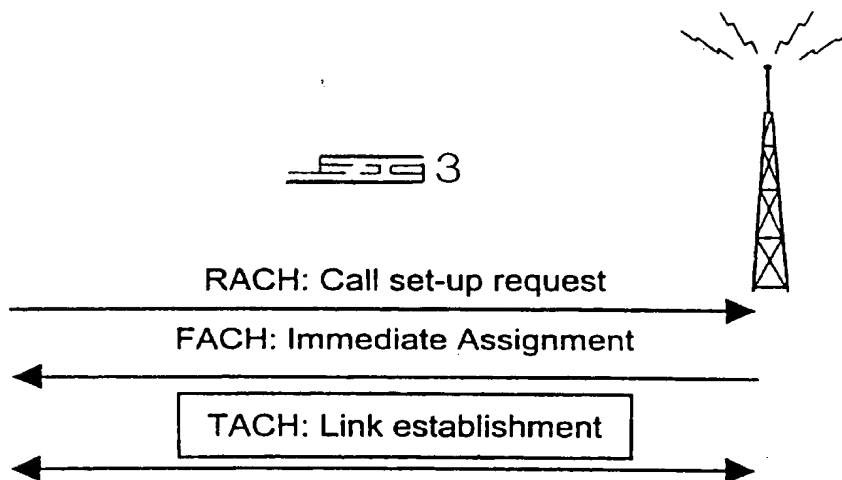 3
RACH: Call set-up request
FACH: Immediate Assignment
TACH: Link establishment